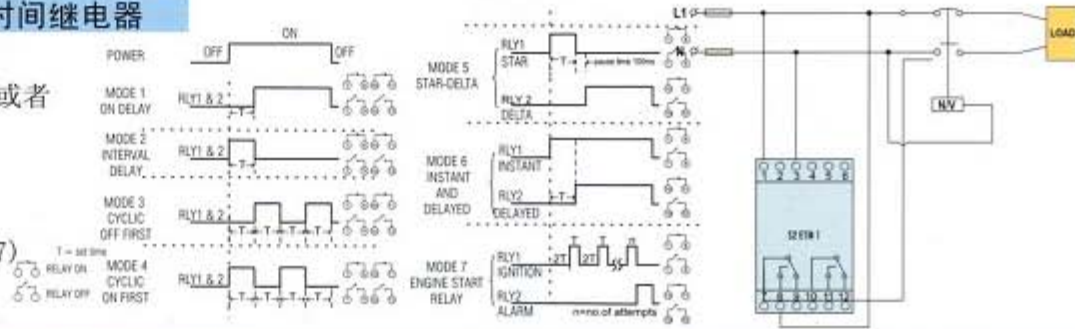 时间继电器
或者
7)
POWER
OFF
ON
OFF
MODE 1
ON DELAY
RLY1 & 2
T
MODE 2
INTERVAL
DELAY
RLY1 & 2
T
MODE 3
CYCLIC
OFF FIRST
RLY1 & 2
T T T T
T = set time
RELAY ON
RELAY OFF
MODE 4
CYCLIC
ON FIRST
RLY1 & 2
T T T T
MODE 5
STAR-DELTA
RLY1
STAR
T
pause time 100ms
RLY 2
DELTA
MODE 6
INSTANT
AND
DELAYED
RLY1
INSTANT
RLY2
DELAYED
T
MODE 7
ENGINE START
RELAY
RLY1
IGNITION
2T T 2T T n
RLY2
ALARM
n=no.of attempts
L1
N
LOAD
N/V
1 2 3 4 5 6
7 8 9 10 11 12